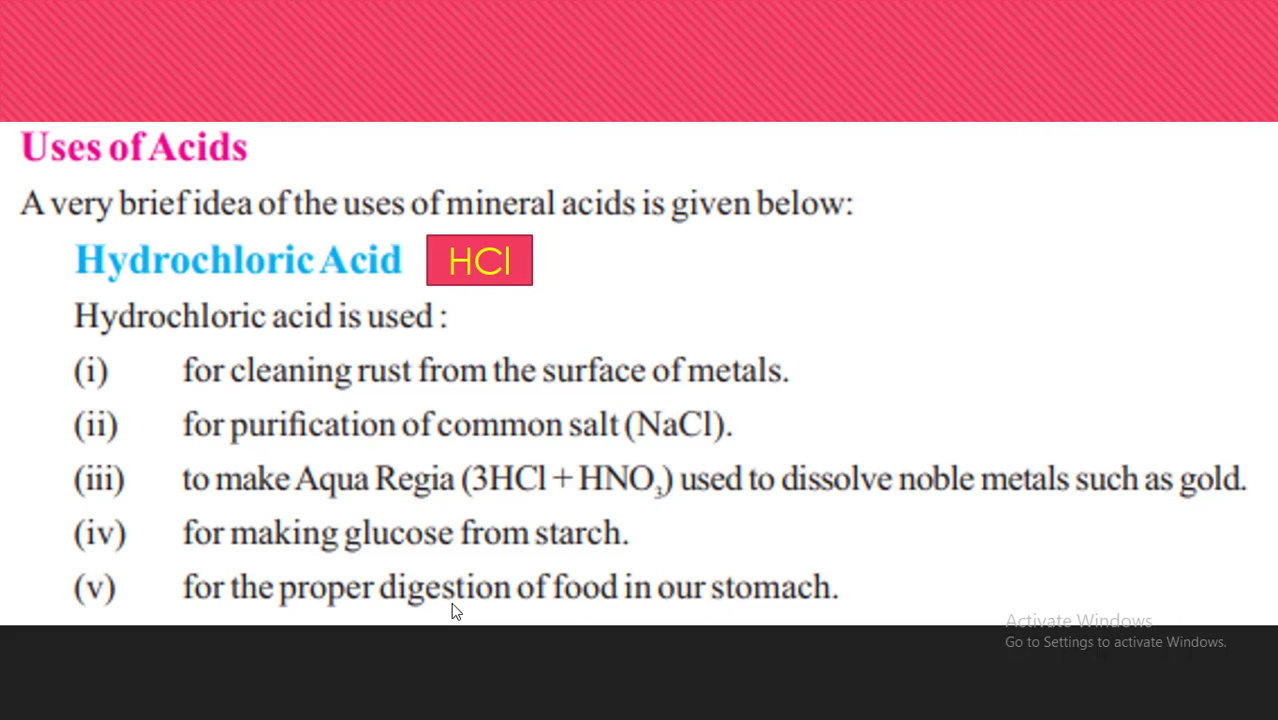 Uses of Acids
A very brief idea of the uses of mineral acids is given below:
Hydrochloric Acid HCl
Hydrochloric acid is used :
(i) for cleaning rust from the surface of metals.
(ii) for purification of common salt (NaCl).
(iii) to make Aqua Regia (3HCl + HNO₃) used to dissolve noble metals such as gold.
(iv) for making glucose from starch.
(v) for the proper digestion of food in our stomach.
Activate Windows
Go to Settings to activate Windows.